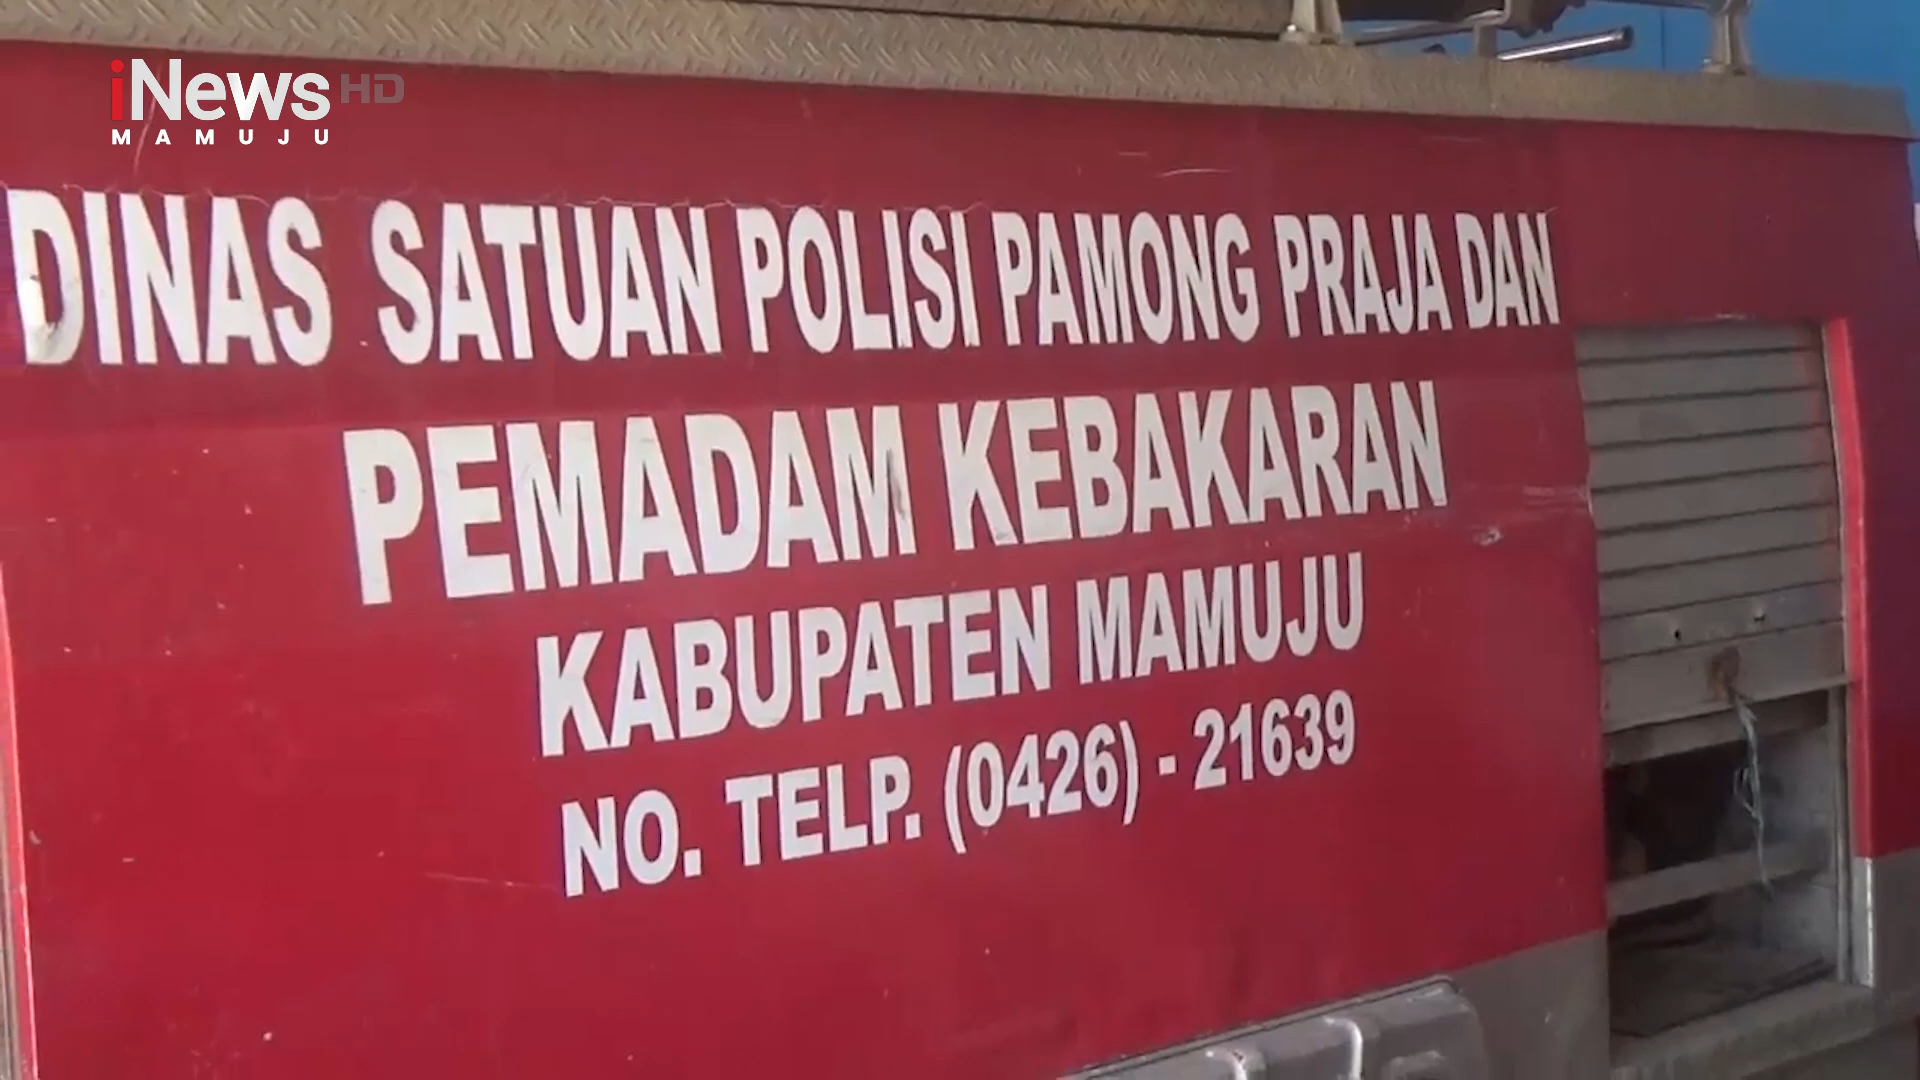 iNews HD
MAMUJU
DINAS SATUAN POLISI PAMONG PRAJA DAN
PEMADAM KEBAKARAN
KABUPATEN MAMUJU
NO. TELP. (0426) - 21639